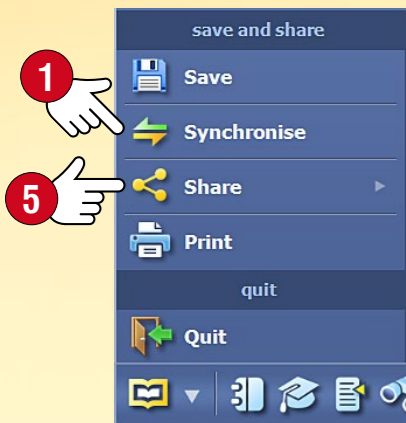 save and share
1
Save
Synchronise
5
Share
Print
quit
Quit